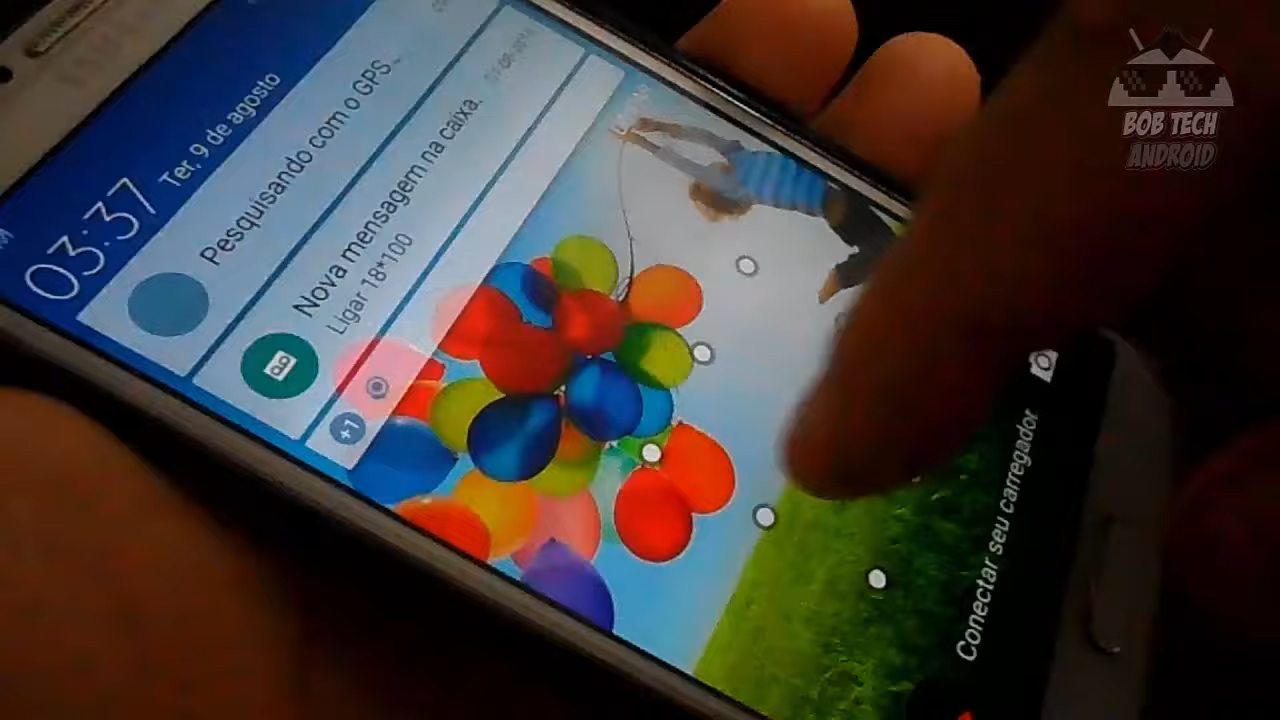 03:37
Ter, 9 de agosto
Pesquisando com o GPS...
Nova mensagem na caixa.
Ligar 18*100
+1
Conectar seu carregador
BOB TECH
ANDROID